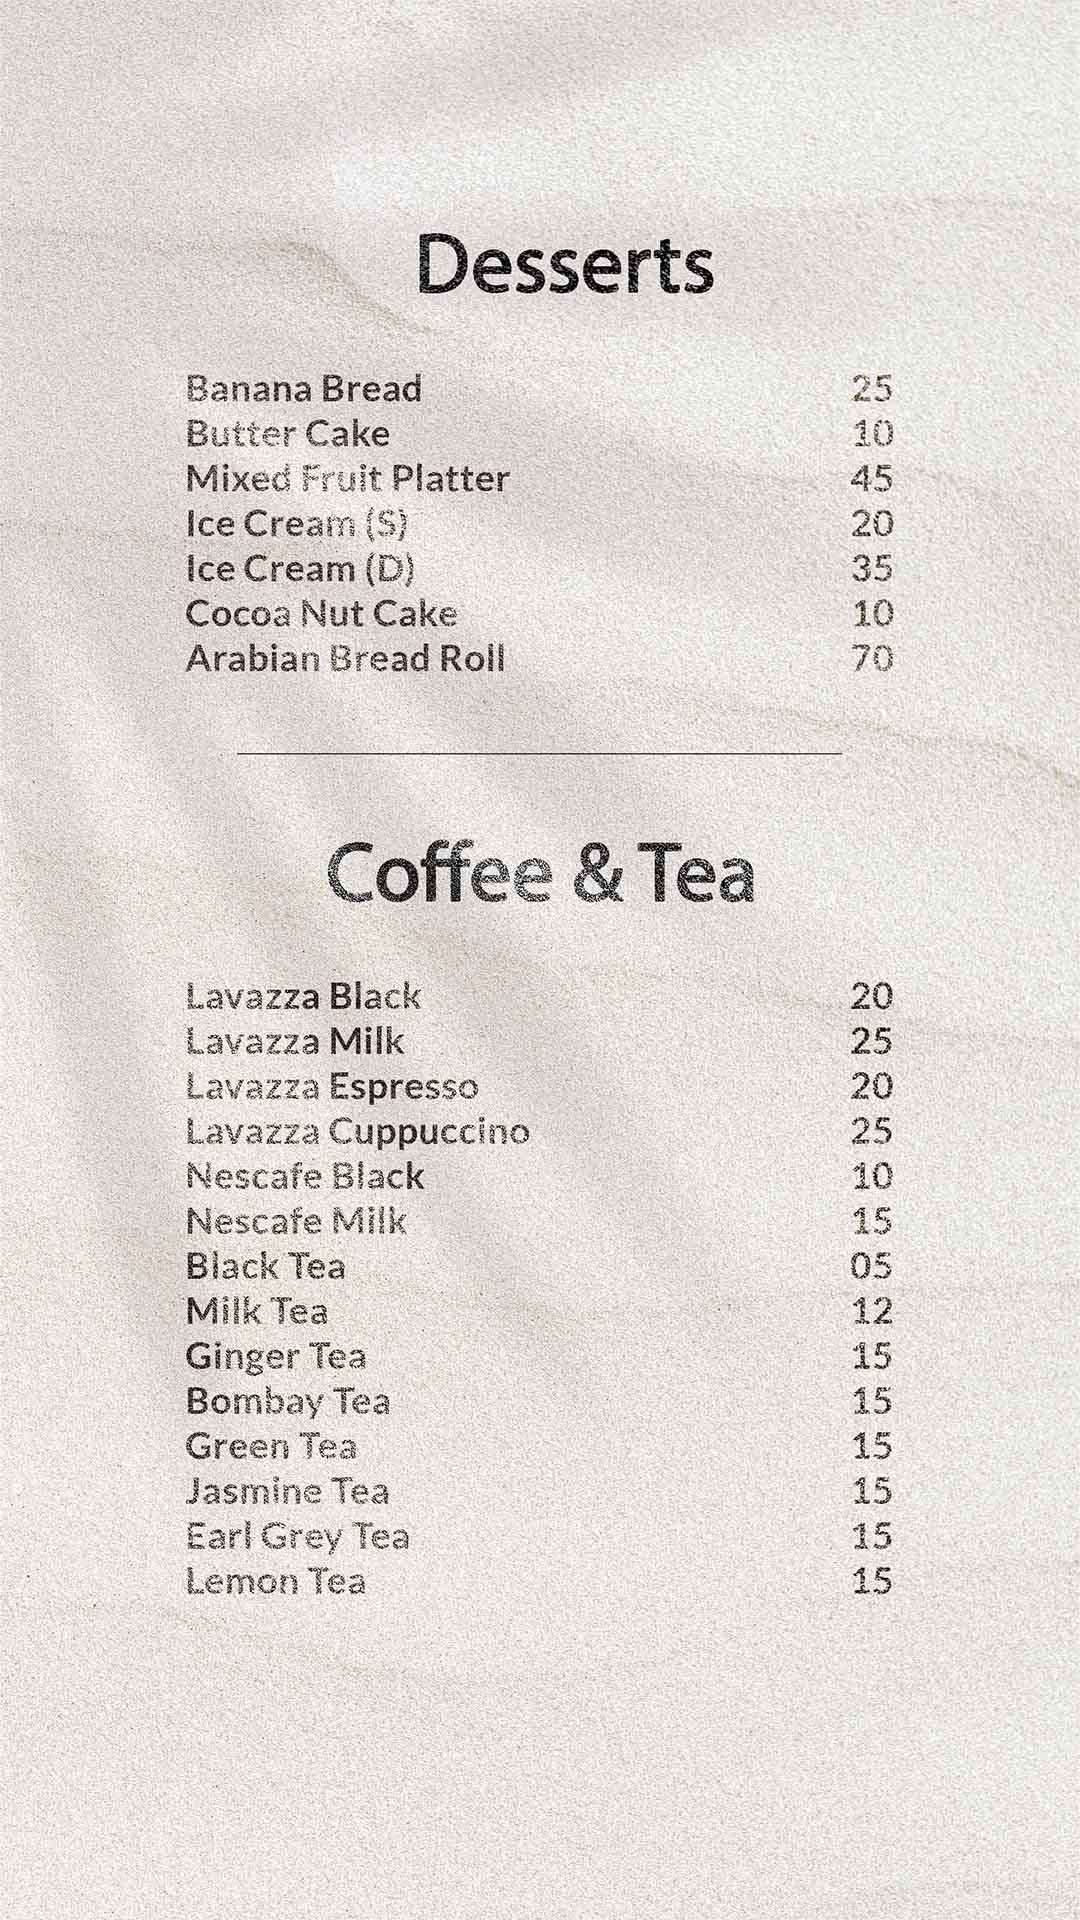 Desserts
Banana Bread 25
Butter Cake 10
Mixed Fruit Platter 45
Ice Cream (S) 20
Ice Cream (D) 35
Cocoa Nut Cake 10
Arabian Bread Roll 70
Coffee & Tea
Lavazza Black 20
Lavazza Milk 25
Lavazza Espresso 20
Lavazza Cuppuccino 25
Nescafe Black 10
Nescafe Milk 15
Black Tea 05
Milk Tea 12
Ginger Tea 15
Bombay Tea 15
Green Tea 15
Jasmine Tea 15
Earl Grey Tea 15
Lemon Tea 15